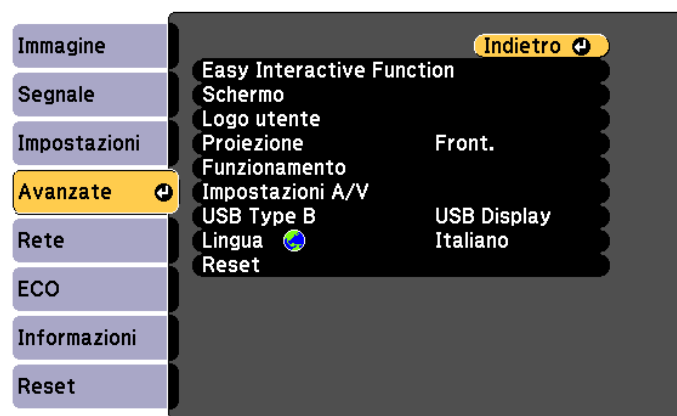 Immagine
Segnale
Impostazioni
Avanzate
Rete
ECO
Informazioni
Reset
Indietro
Easy Interactive Function
Schermo
Logo utente
Proiezione Front.
Funzionamento
Impostazioni A/V
USB Type B USB Display
Lingua Italiano
Reset